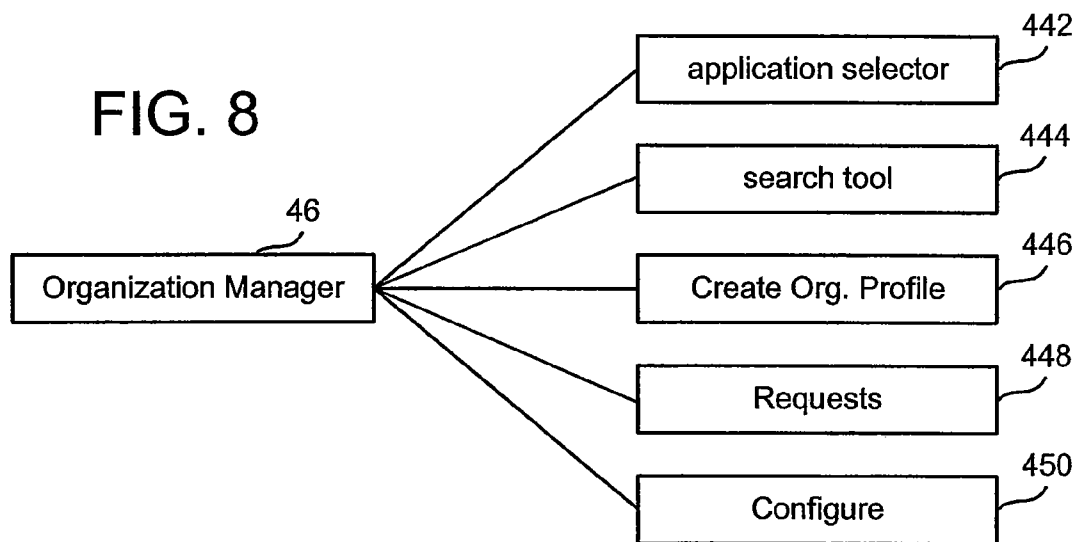 FIG. 8
46
Organization Manager
442
application selector
444
search tool
446
Create Org. Profile
448
Requests
450
Configure